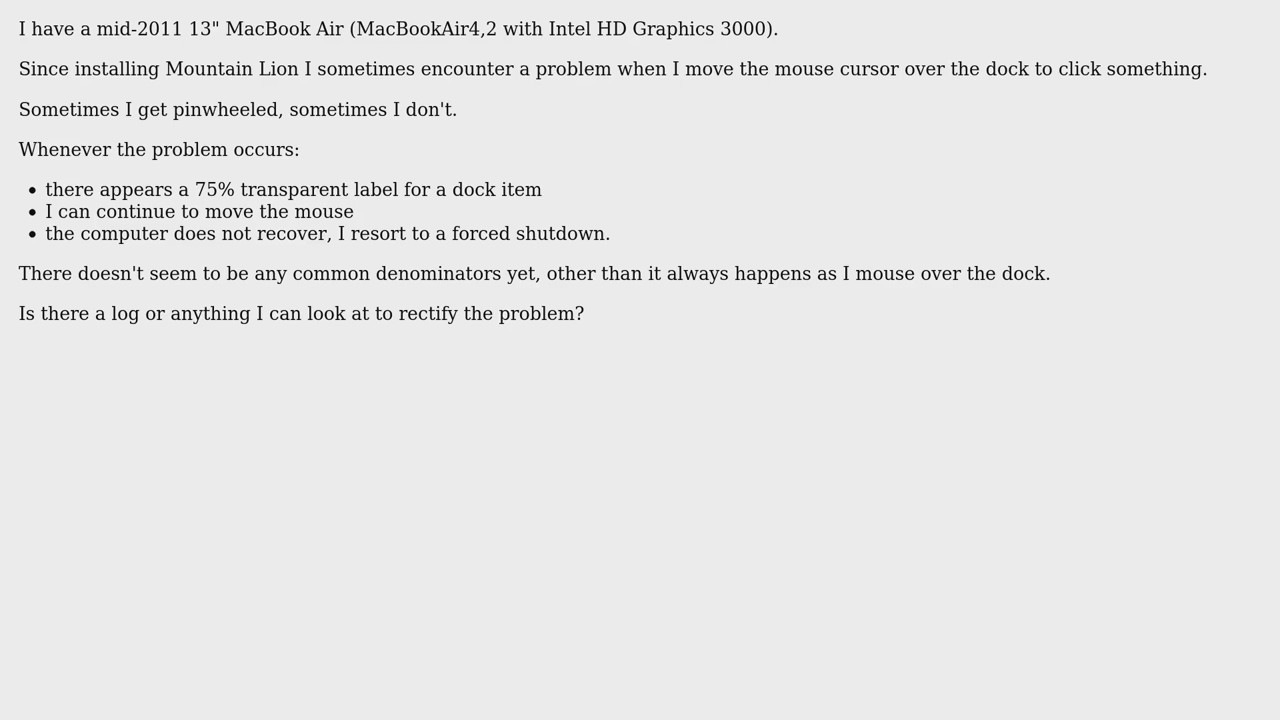 I have a mid-2011 13" MacBook Air (MacBookAir4,2 with Intel HD Graphics 3000).
Since installing Mountain Lion I sometimes encounter a problem when I move the mouse cursor over the dock to click something.
Sometimes I get pinwheeled, sometimes I don't.
Whenever the problem occurs:
• there appears a 75% transparent label for a dock item
• I can continue to move the mouse
• the computer does not recover, I resort to a forced shutdown.
There doesn't seem to be any common denominators yet, other than it always happens as I mouse over the dock.
Is there a log or anything I can look at to rectify the problem?